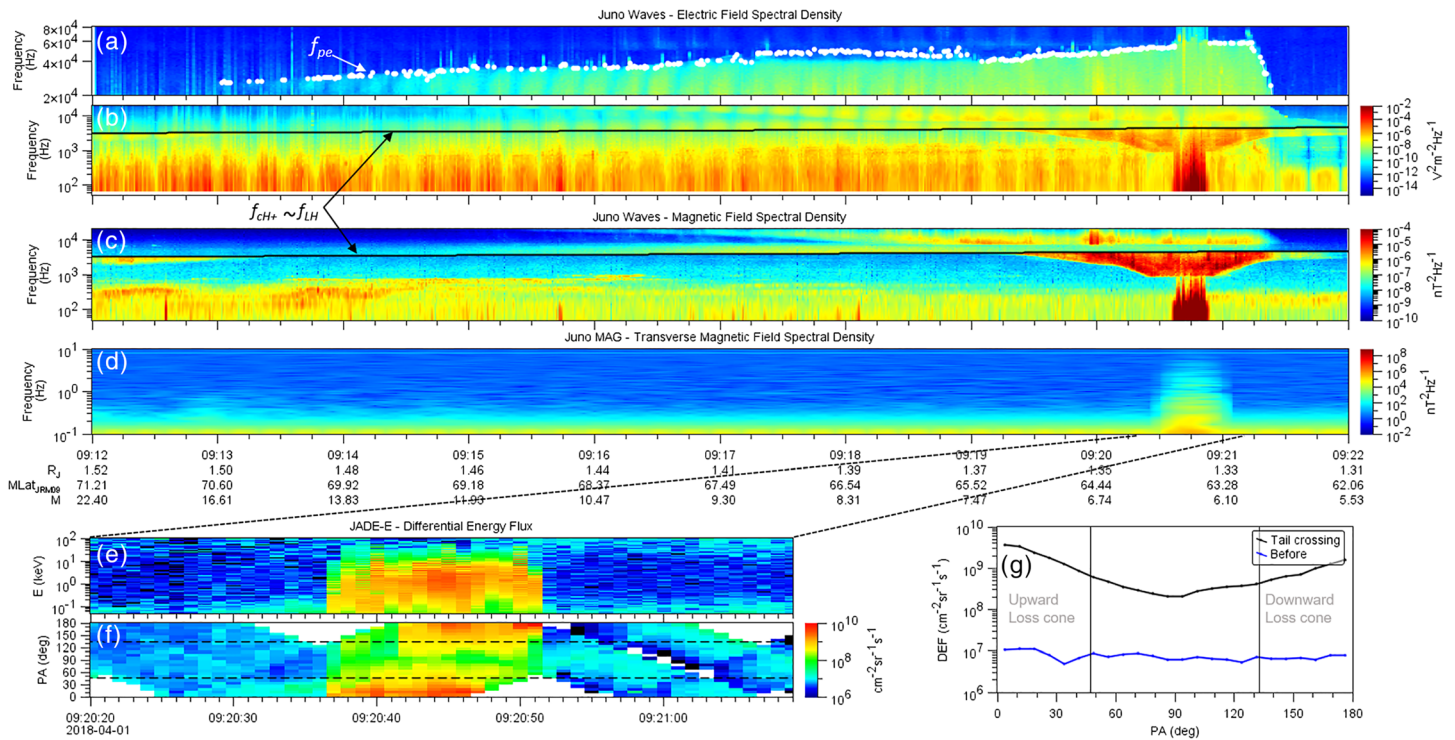 Juno Waves - Electric Field Spectral Density
(a)
fpe
Frequency (Hz)
8×10⁴
6×10⁴
4×10⁴
2×10⁴
(b)
Frequency (Hz)
10⁴
10³
10²
10⁻²
10⁻⁴
10⁻⁶
10⁻⁸
10⁻¹⁰
10⁻¹²
10⁻¹⁴
V²m⁻²Hz⁻¹
fcH+ ~ fLH
Juno Waves - Magnetic Field Spectral Density
(c)
Frequency (Hz)
10⁴
10³
10²
10⁻⁴
10⁻⁵
10⁻⁶
10⁻⁷
10⁻⁸
10⁻⁹
10⁻¹⁰
nT²Hz⁻¹
Juno MAG - Transverse Magnetic Field Spectral Density
(d)
Frequency (Hz)
10¹
10⁰
10⁻¹
10⁸
10⁶
10⁴
10²
10⁰
10⁻²
nT²Hz⁻¹
09:12 09:13 09:14 09:15 09:16 09:17 09:18 09:19 09:20 09:21 09:22
RJ 1.52 1.50 1.48 1.46 1.44 1.41 1.39 1.37 1.35 1.33 1.31
MLatJRM09 71.21 70.60 69.92 69.18 68.37 67.49 66.54 65.52 64.44 63.28 62.06
M 22.40 16.61 13.83 11.93 10.47 9.30 8.31 7.47 6.74 6.10 5.53
JADE-E - Differential Energy Flux
(e)
E (keV)
10²
10¹
10⁰
10⁻¹
(f)
PA (deg)
180
150
120
90
60
30
0
10¹⁰
10⁸
10⁶
cm⁻²sr⁻¹s⁻¹
09:20:20 09:20:30 09:20:40 09:20:50 09:21:00
2018-04-01
(g)
Tail crossing
Before
Upward
Loss cone
Downward
Loss cone
DEF (cm⁻²sr⁻¹s⁻¹)
10¹⁰
10⁹
10⁸
10⁷
10⁶
0 30 60 90 120 150 180
PA (deg)